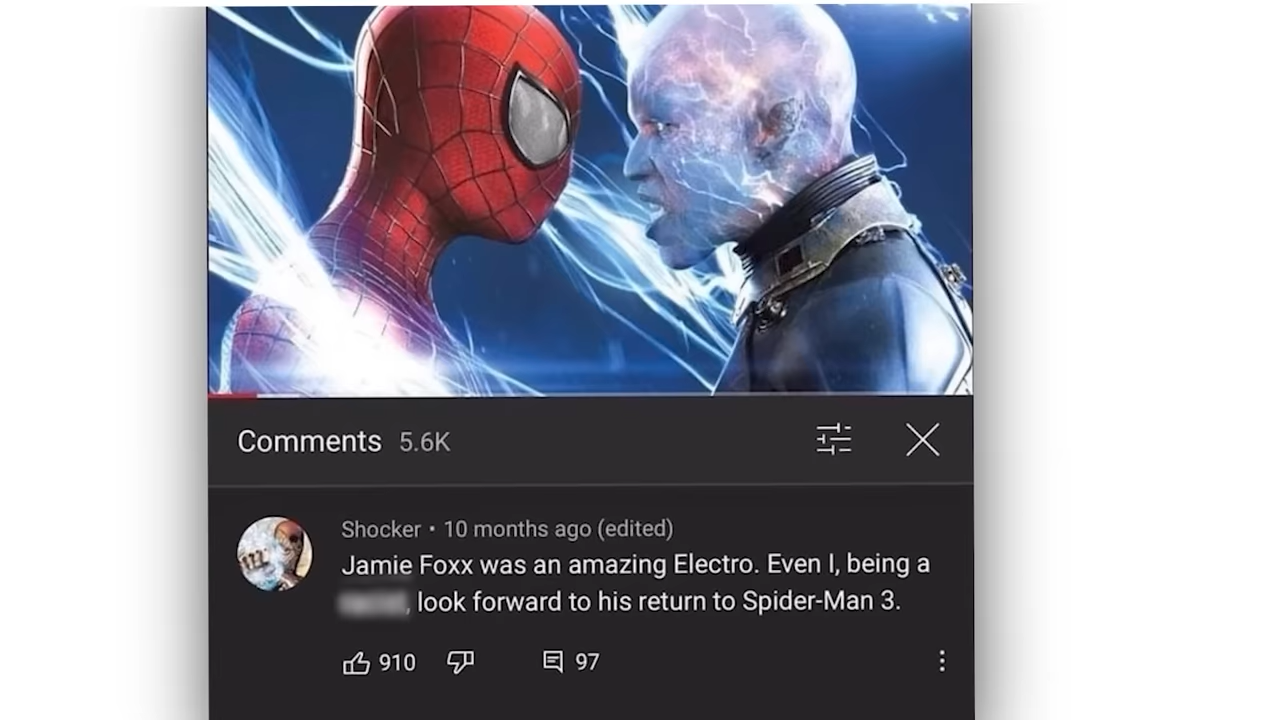 Comments 5.6K
Shocker • 10 months ago (edited)
Jamie Foxx was an amazing Electro. Even I, being a
, look forward to his return to Spider-Man 3.
910 97